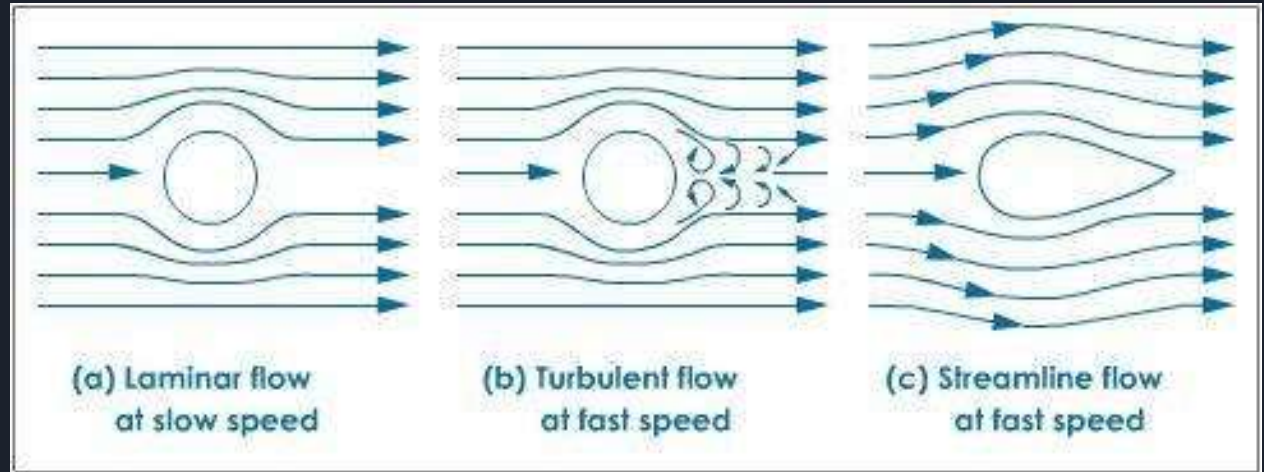 (a) Laminar flow
at slow speed
(b) Turbulent flow
at fast speed
(c) Streamline flow
at fast speed